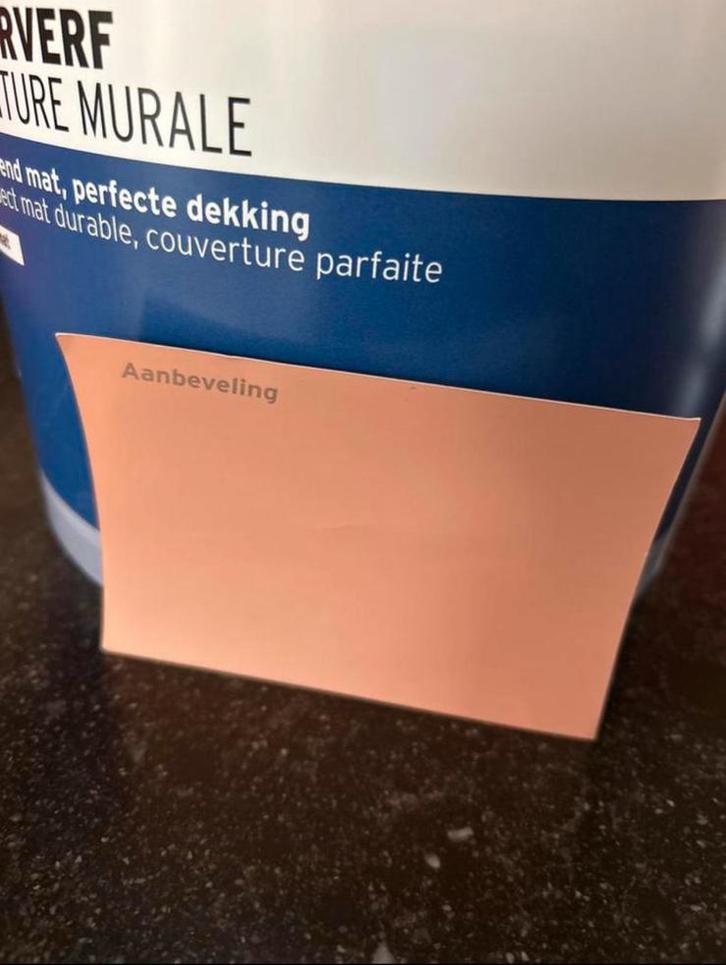 RVERF
TURE MURALE
end mat, perfecte dekking
ect mat durable, couverture parfaite
Aanbeveling